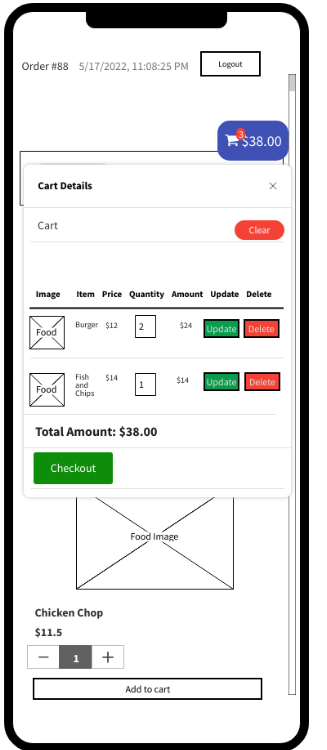 Order #88 5/17/2022, 11:08:25 PM Logout
3 $38.00
Cart Details ×
Cart Clear
Image Item Price Quantity Amount Update Delete
Food Burger $12 2 $24 Update Delete
Food Fish and Chips $14 1 $14 Update Delete
Total Amount: $38.00
Checkout
Food Image
Chicken Chop
$11.5
— 1 +
Add to cart